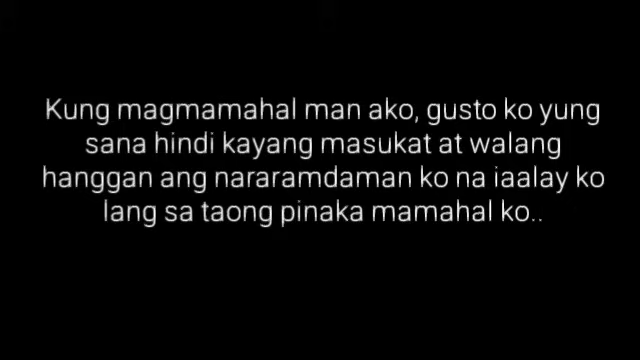 Kung magmamahal man ako, gusto ko yung
sana hindi kayang masukat at walang
hanggan ang nararamdaman ko na iaalay ko
lang sa taong pinaka mamahal ko..